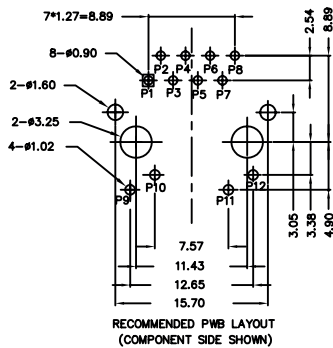 7*1.27=8.89
8-ø0.90
2.54
8.89
P2 P4 P6 P8
P1 P3 P5 P7
2-ø1.60
2-ø3.25
4-ø1.02
P10 P12
P9 P11
3.05
3.38
4.90
7.57
11.43
12.65
15.70
RECOMMENDED PWB LAYOUT
(COMPONENT SIDE SHOWN)